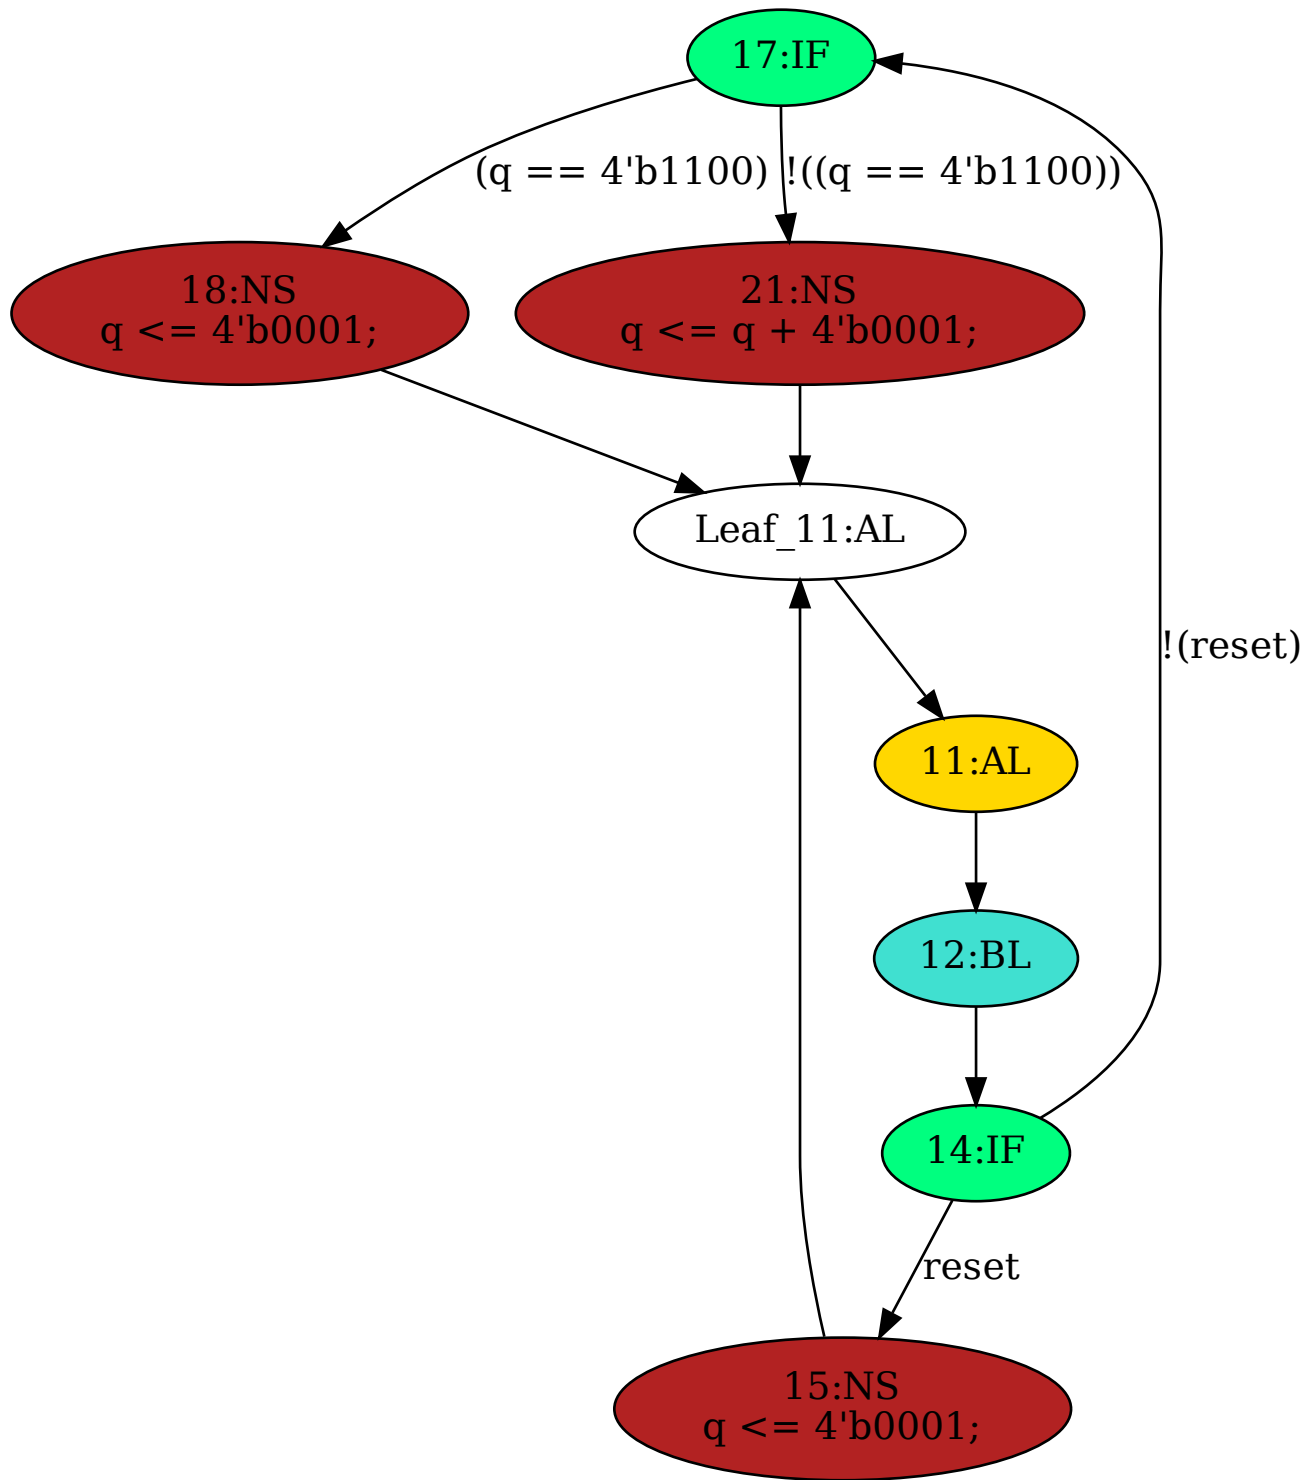 17:IF
(q == 4'b1100)
!((q == 4'b1100))
18:NS
q <= 4'b0001;
21:NS
q <= q + 4'b0001;
Leaf_11:AL
!(reset)
11:AL
12:BL
14:IF
reset
15:NS
q <= 4'b0001;